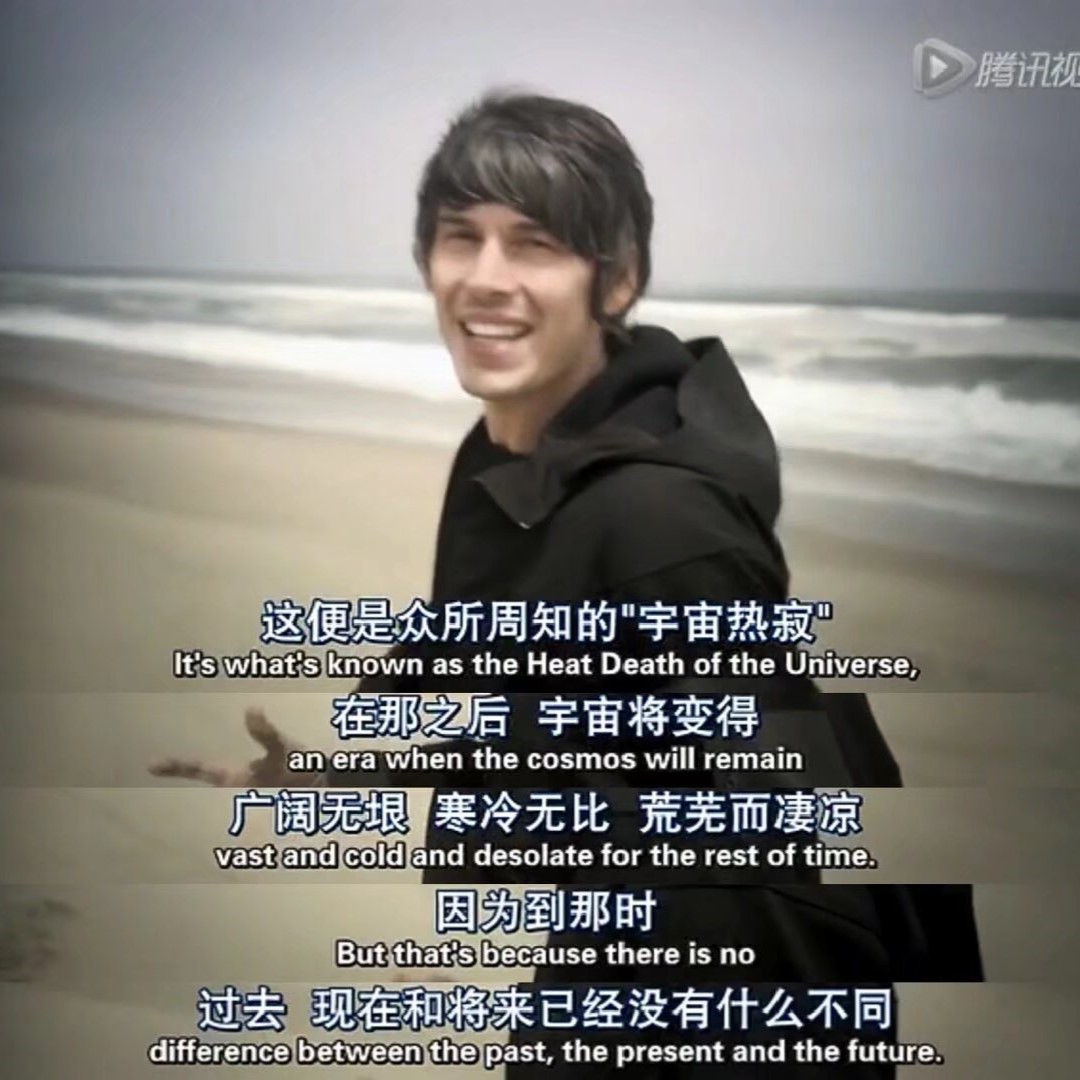 腾讯视
这便是众所周知的"宇宙热寂"
It's what's known as the Heat Death of the Universe,
在那之后 宇宙将变得
an era when the cosmos will remain
广阔无垠 寒冷无比 荒芜而凄凉
vast and cold and desolate for the rest of time.
因为到那时
But that's because there is no
过去 现在和将来已经没有什么不同
difference between the past, the present and the future.